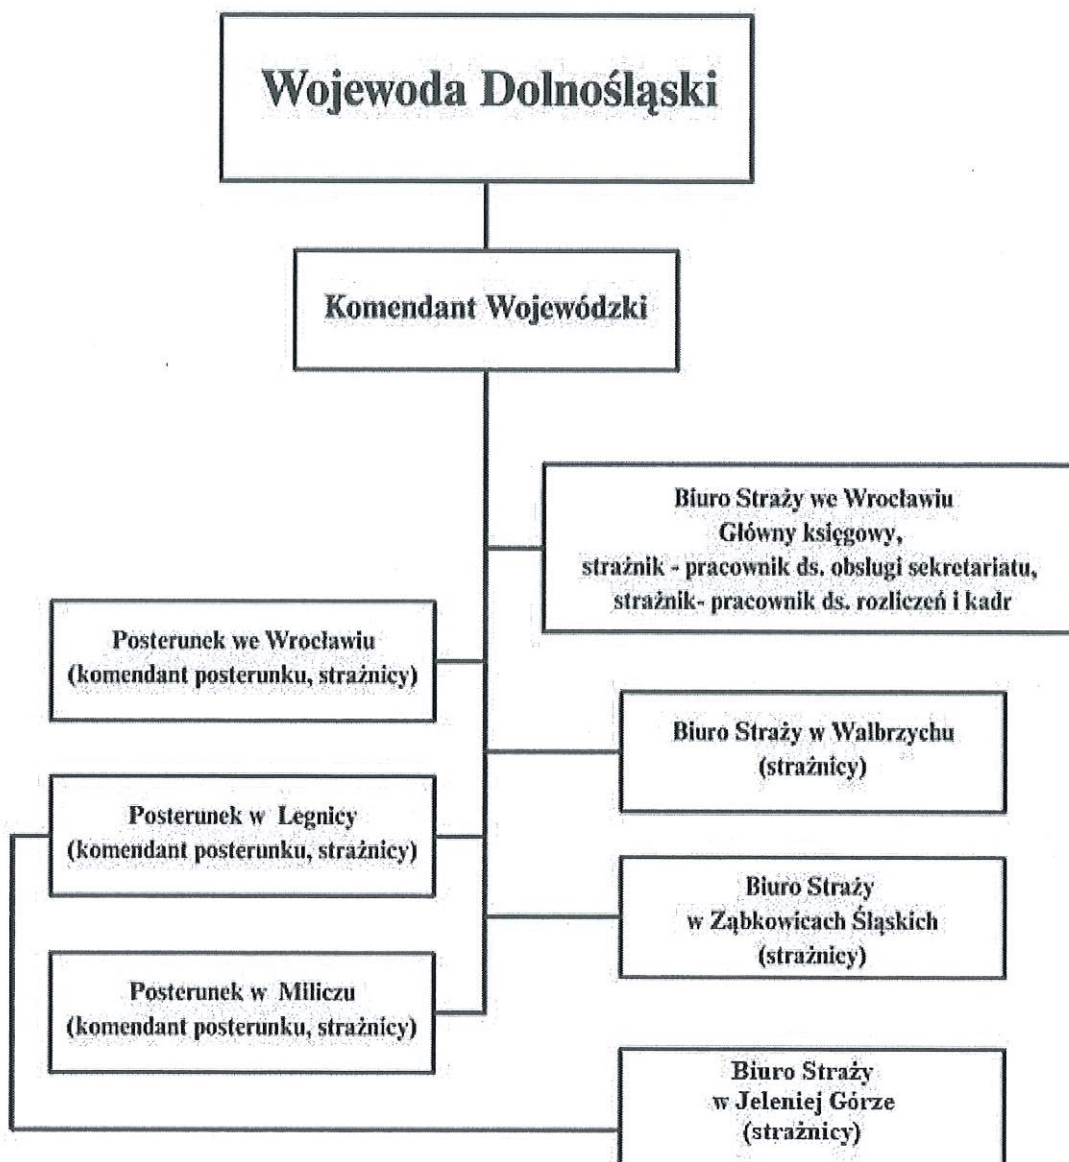 Wojewoda Dolnośląski
Komendant Wojewódzki
Biuro Straży we Wrocławiu
Główny księgowy,
strażnik - pracownik ds. obsługi sekretariatu,
strażnik- pracownik ds. rozliczeń i kadr
Posterunek we Wrocławiu
(komendant posterunku, strażnicy)
Biuro Straży w Wałbrzychu
(strażnicy)
Posterunek w Legnicy
(komendant posterunku, strażnicy)
Biuro Straży
w Ząbkowicach Śląskich
(strażnicy)
Posterunek w Miliczu
(komendant posterunku, strażnicy)
Biuro Straży
w Jeleniej Górze
(strażnicy)